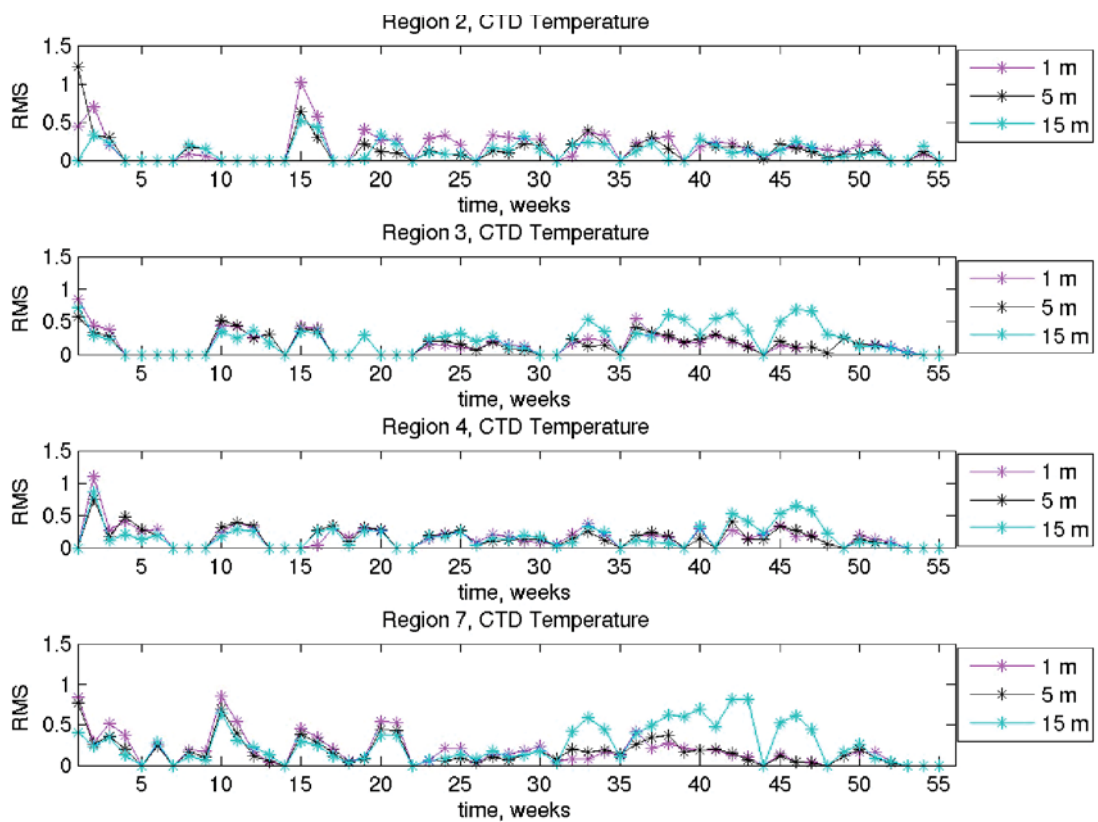 Region 2, CTD Temperature
1.5
1
0.5
0
RMS
5 10 15 20 25 30 35 40 45 50 55
time, weeks
1 m
5 m
15 m
Region 3, CTD Temperature
1.5
1
0.5
0
RMS
5 10 15 20 25 30 35 40 45 50 55
time, weeks
1 m
5 m
15 m
Region 4, CTD Temperature
1.5
1
0.5
0
RMS
5 10 15 20 25 30 35 40 45 50 55
time, weeks
1 m
5 m
15 m
Region 7, CTD Temperature
1.5
1
0.5
0
RMS
5 10 15 20 25 30 35 40 45 50 55
time, weeks
1 m
5 m
15 m